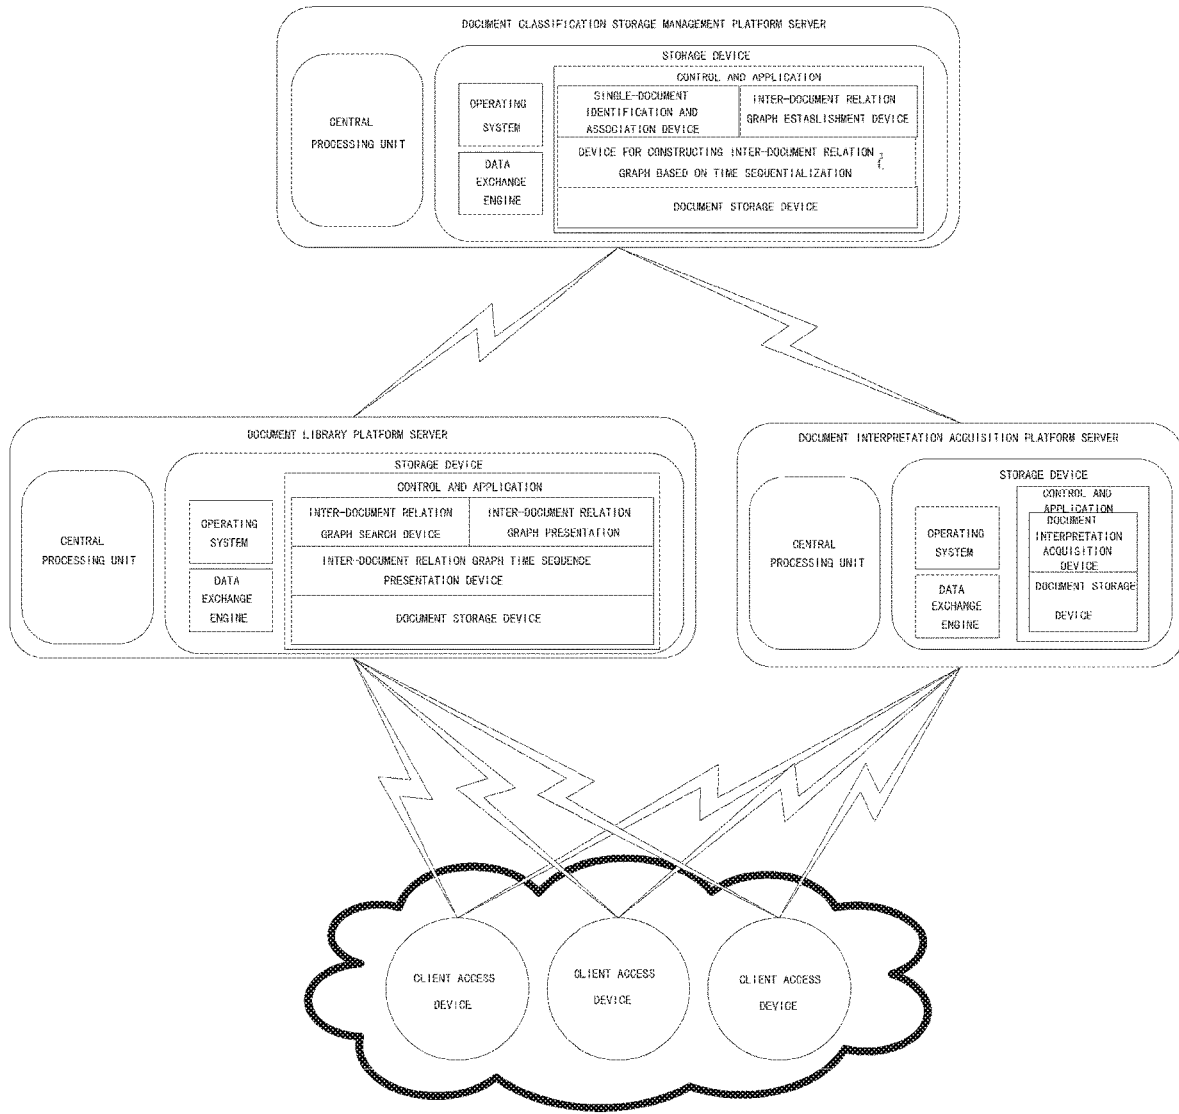 DOCUMENT CLASSIFICATION STORAGE MANAGEMENT PLATFORM SERVER
CENTRAL
PROCESSING UNIT
STORAGE DEVICE
OPERATING
SYSTEM
DATA
EXCHANGE
ENGINE
CONTROL AND APPLICATION
SINGLE-DOCUMENT
IDENTIFICATION AND
ASSOCIATION DEVICE
INTER-DOCUMENT RELATION
GRAPH ESTABLISHMENT DEVICE
DEVICE FOR CONSTRUCTING INTER-DOCUMENT RELATION
GRAPH BASED ON TIME SEQUENTIALIZATION
DOCUMENT STORAGE DEVICE
DOCUMENT LIBRARY PLATFORM SERVER
CENTRAL
PROCESSING UNIT
STORAGE DEVICE
OPERATING
SYSTEM
DATA
EXCHANGE
ENGINE
CONTROL AND APPLICATION
INTER-DOCUMENT RELATION
GRAPH SEARCH DEVICE
INTER-DOCUMENT RELATION
GRAPH PRESENTATION
INTER-DOCUMENT RELATION GRAPH TIME SEQUENCE
PRESENTATION DEVICE
DOCUMENT STORAGE DEVICE
DOCUMENT INTERPRETATION ACQUISITION PLATFORM SERVER
CENTRAL
PROCESSING UNIT
STORAGE DEVICE
OPERATING
SYSTEM
DATA
EXCHANGE
ENGINE
CONTROL AND
APPLICATION
DOCUMENT
INTERPRETATION
ACQUISITION
DEVICE
DOCUMENT STORAGE
DEVICE
CLIENT ACCESS
DEVICE
CLIENT ACCESS
DEVICE
CLIENT ACCESS
DEVICE